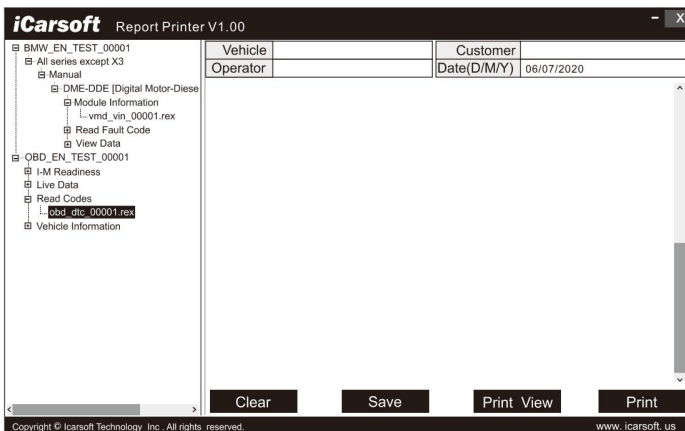 iCarsoft Report Printer V1.00
- X
BMW_EN_TEST_00001
All series except X3
Manual
DME-DDE [Digital Motor-Diese
Module Information
vmd_vin_00001.rex
Read Fault Code
View Data
OBD_EN_TEST_00001
I-M Readiness
Live Data
Read Codes
obd_dtc_00001.rex
Vehicle Information
Vehicle Customer
Operator Date(D/M/Y) 06/07/2020
Clear Save Print View Print
Copyright © Icarsoft Technology Inc . All rights reserved. www. icarsoft. us